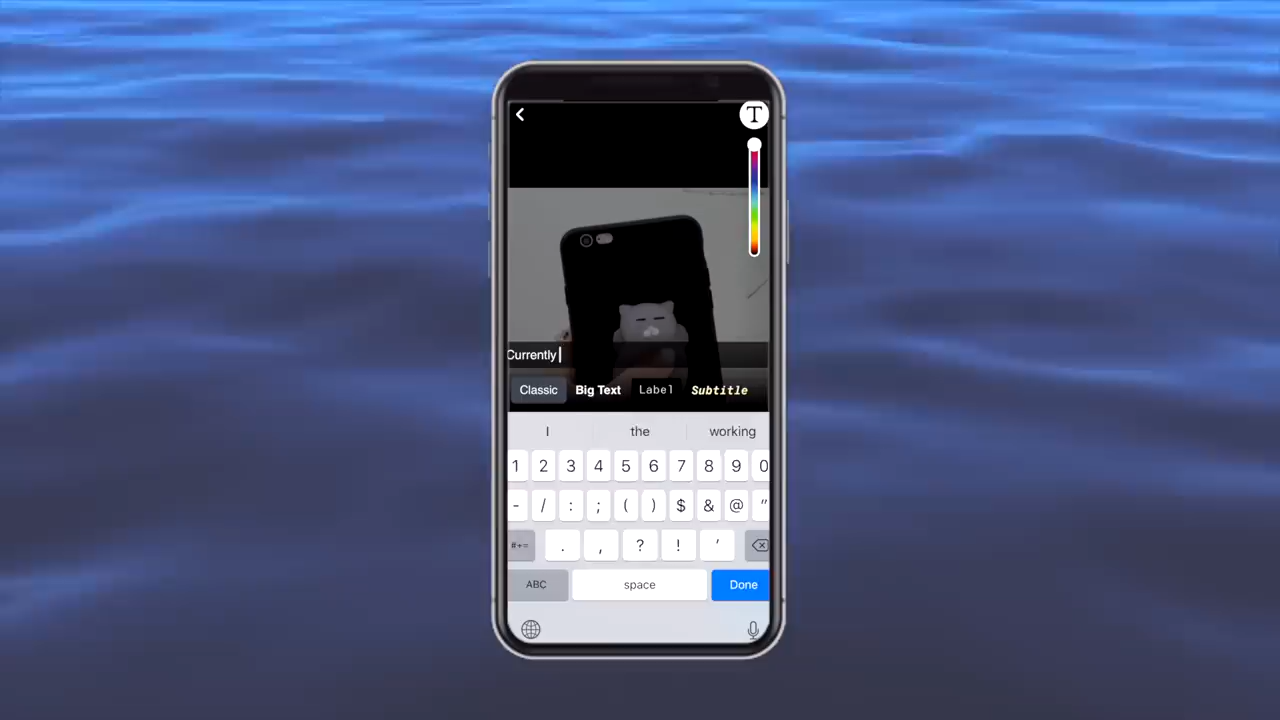 T
Currently
Classic Big Text Label Subtitle
I the working
1 2 3 4 5 6 7 8 9 0
- / : ; ( ) $ & @ "
#+= . , ? ! '
ABC space Done